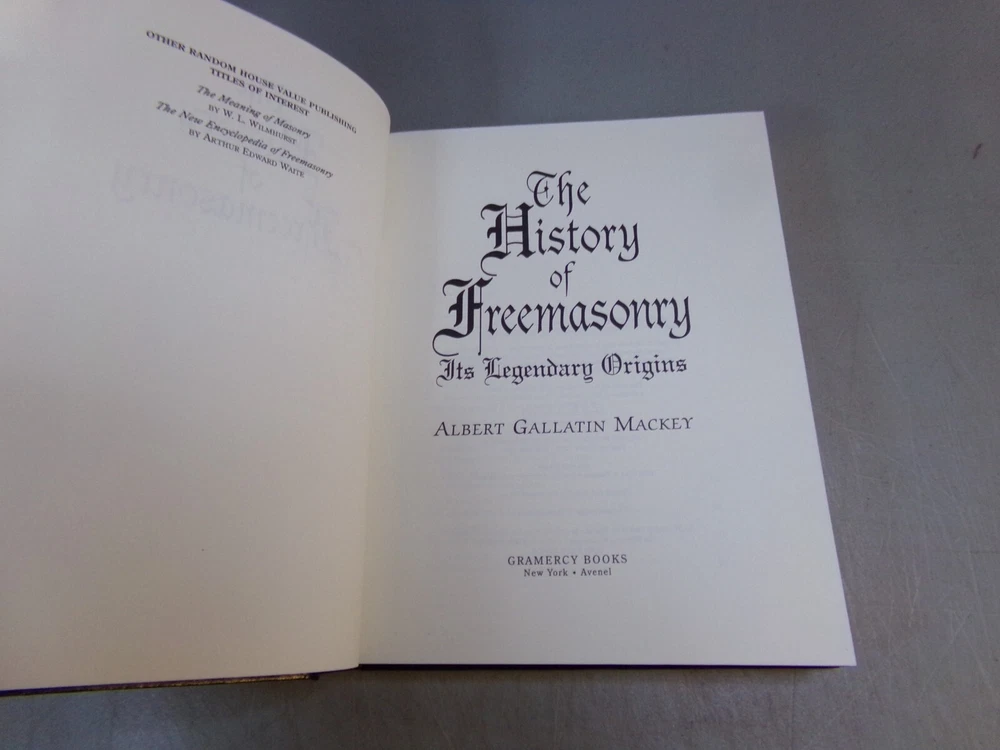 OTHER RANDOM HOUSE VALUE PUBLISHING
TITLES OF INTEREST
The Meaning of Masonry
BY W. L. WILMHURST
The New Encyclopedia of Freemasonry
BY ARTHUR EDWARD WAITE
The
History
of
Freemasonry
Its Legendary Origins
ALBERT GALLATIN MACKEY
GRAMERCY BOOKS
New York • Avenel